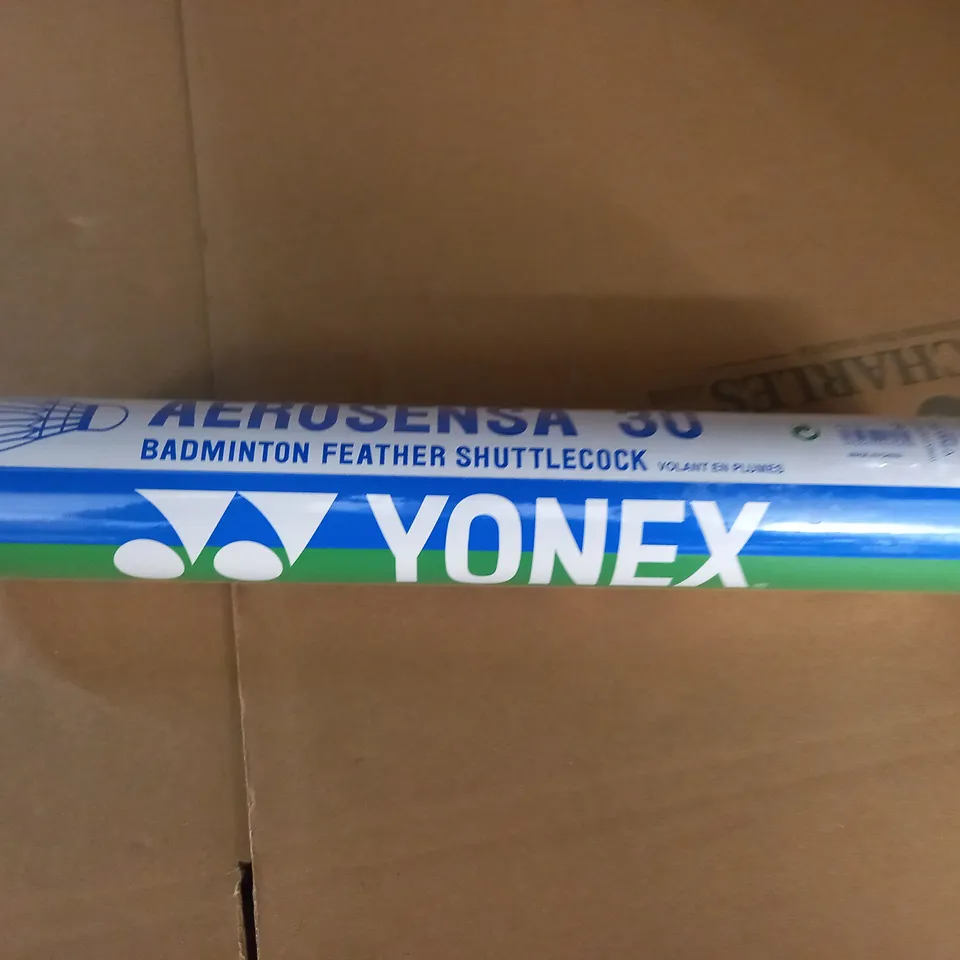 AEROSENSA 30
BADMINTON FEATHER SHUTTLECOCK VOLANT EN PLUMES
YONEX
CHARLES